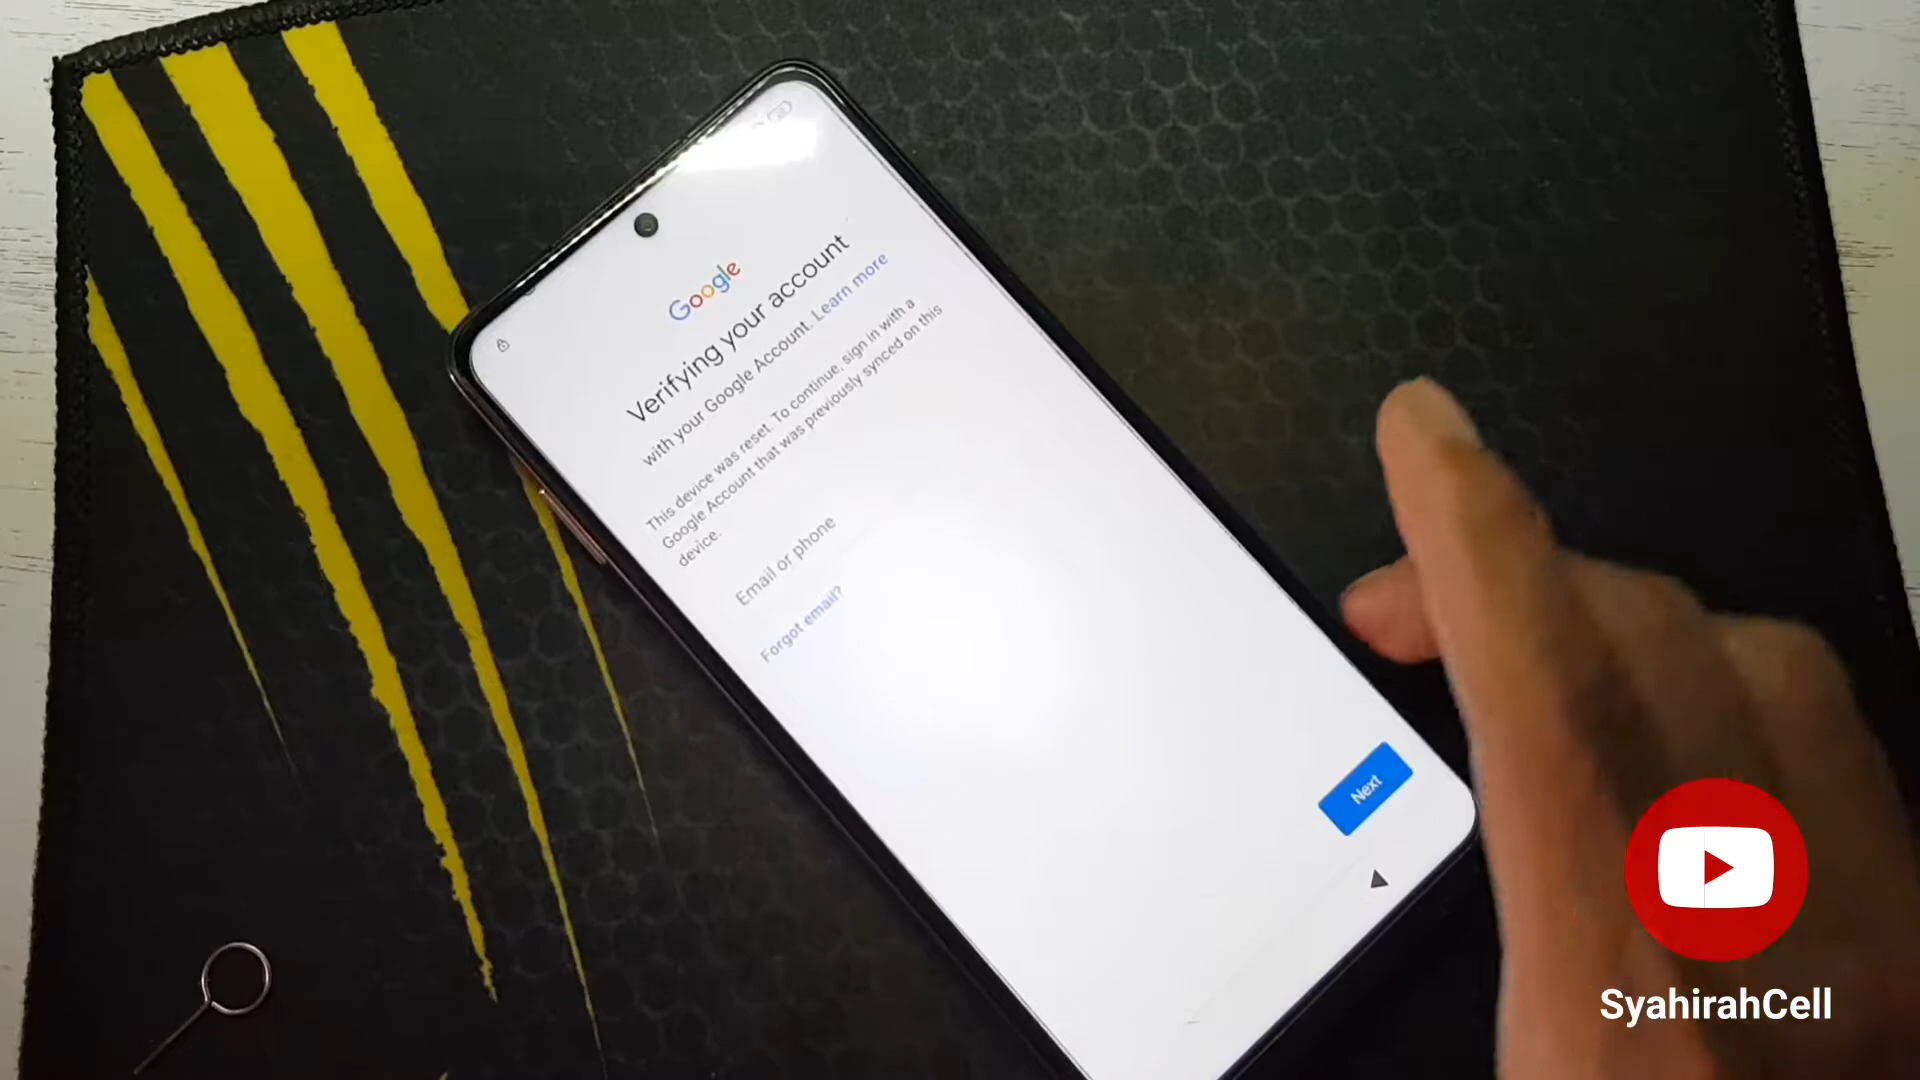 Google
Verifying your account
with your Google Account. Learn more
This device was reset. To continue, sign in with a
Google Account that was previously synced on this
device.
Email or phone
Forgot email?
Next
SyahirahCell